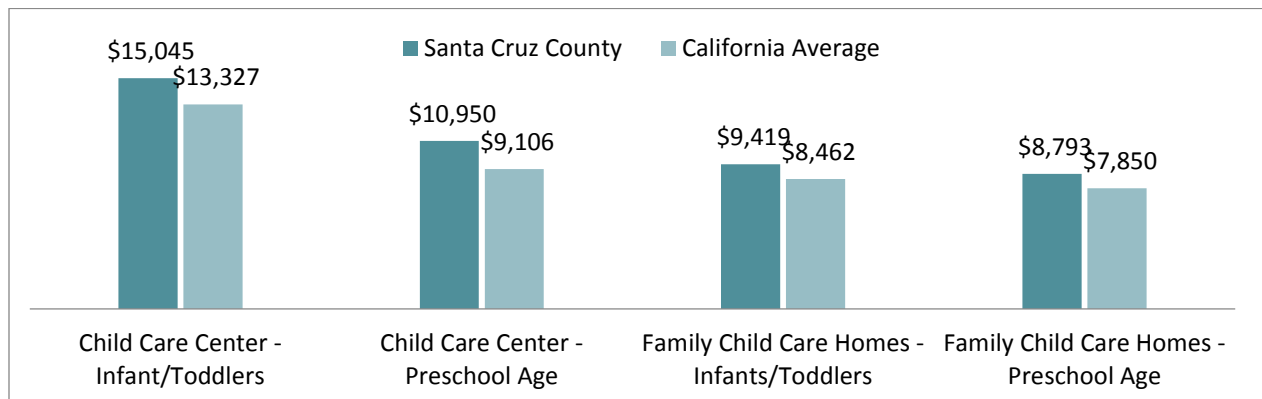 Santa Cruz County
California Average
$15,045
$13,327
$10,950
$9,106
$9,419
$8,462
$8,793
$7,850
Child Care Center -
Infant/Toddlers
Child Care Center -
Preschool Age
Family Child Care Homes -
Infants/Toddlers
Family Child Care Homes -
Preschool Age